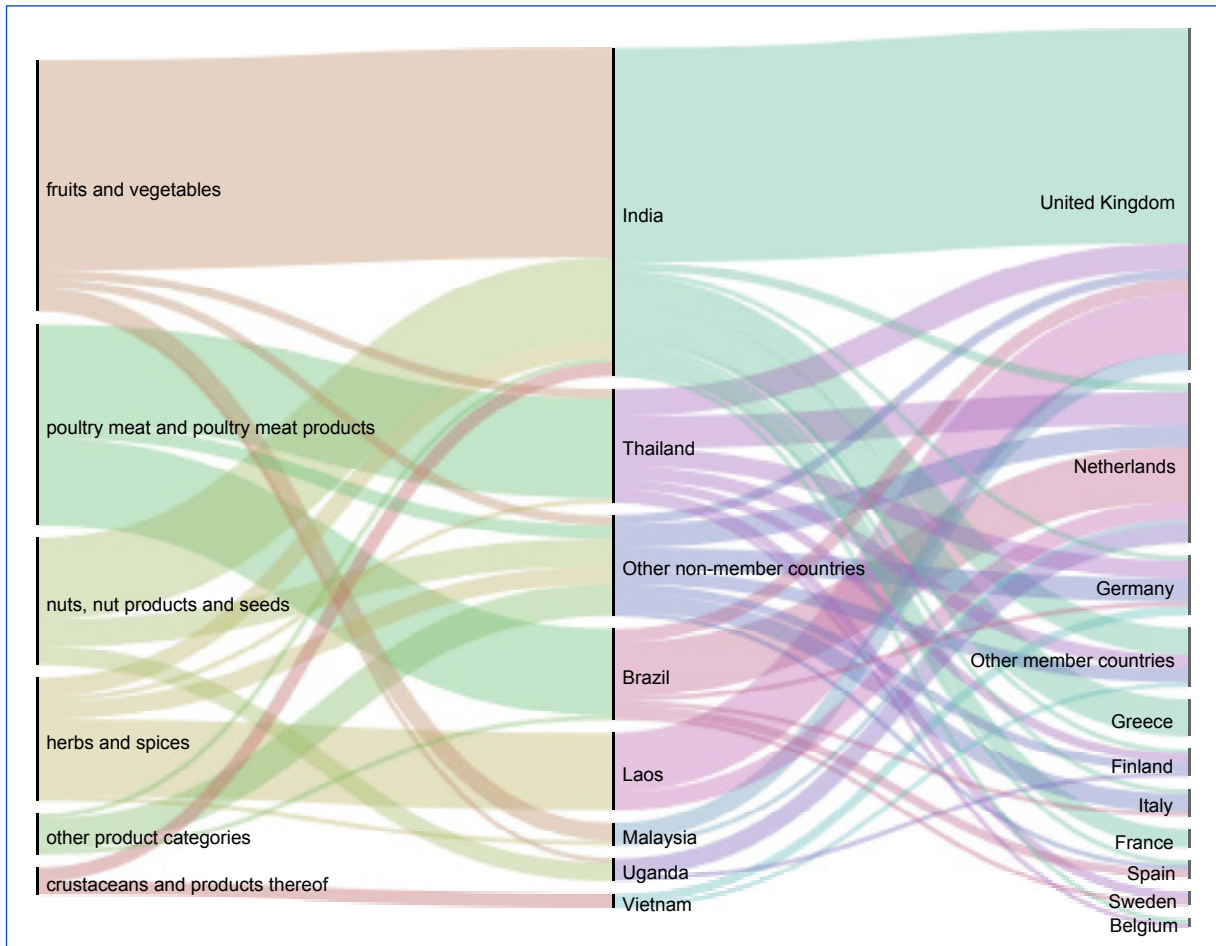 fruits and vegetables
poultry meat and poultry meat products
nuts, nut products and seeds
herbs and spices
other product categories
crustaceans and products thereof
India
Thailand
Other non-member countries
Brazil
Laos
Malaysia
Uganda
Vietnam
United Kingdom
Netherlands
Germany
Other member countries
Greece
Finland
Italy
France
Spain
Sweden
Belgium